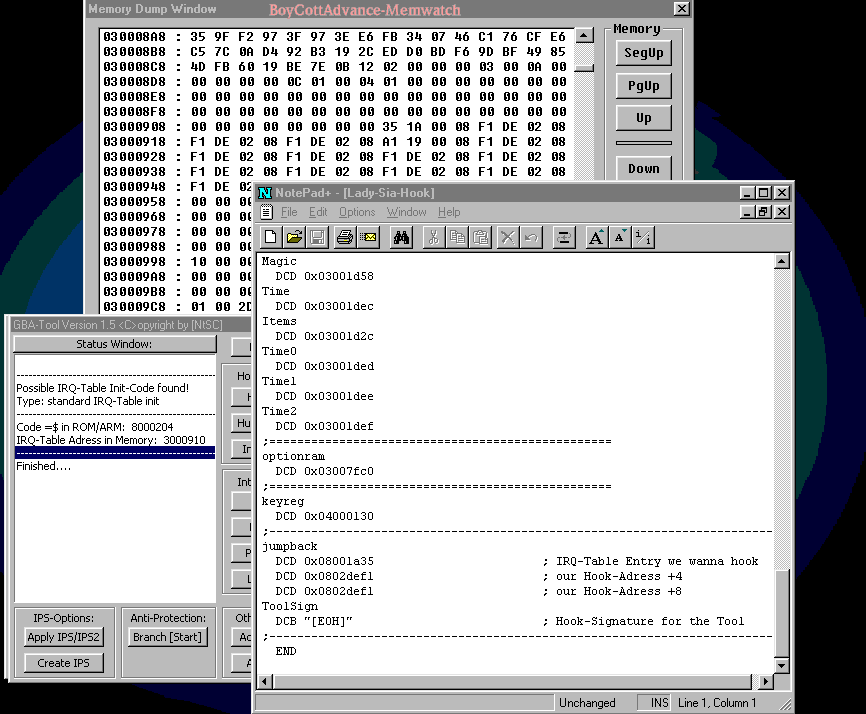 Memory Dump Window
BoyCottAdvance-Memwatch
030008A8 : 35 9F F2 97 3F 97 3E E6 FB 34 07 46 C1 76 CF E6
030008B8 : C5 7C 0A D4 92 B3 19 2C ED D0 BD F6 9D BF 49 85
030008C8 : 4D FB 60 19 BE 7E 0B 12 02 00 00 00 03 00 0A 00
030008D8 : 00 00 00 00 0C 01 00 04 01 00 00 00 00 00 00 00
030008E8 : 00 00 00 00 00 00 00 00 00 00 00 00 00 00 00 00
030008F8 : 00 00 00 00 00 00 00 00 00 00 00 00 00 00 00 00
03000908 : 00 00 00 00 00 00 00 00 35 1A 00 08 F1 DE 02 08
03000918 : F1 DE 02 08 F1 DE 02 08 A1 19 00 08 F1 DE 02 08
03000928 : F1 DE 02 08 F1 DE 02 08 F1 DE 02 08 F1 DE 02 08
03000938 : F1 DE 02 08 F1 DE 02 08 F1 DE 02 08 F1 DE 02 08
03000948 : F1 DE 02
03000958 : 00 00 00
03000968 : 00 00 00
03000978 : 00 00 00
03000988 : 00 00 00
03000998 : 10 00 00
030009A8 : 00 00 00
030009B8 : 00 00 00
030009C8 : 01 00 2D
Memory
SegUp
PgUp
Up
Down
NotePad+ - [Lady-Sia-Hook]
File Edit Options Window Help
Magic
DCD 0x03001d58
Time
DCD 0x03001dec
Items
DCD 0x03001d2c
Time0
DCD 0x03001ded
Time1
DCD 0x03001dee
Time2
DCD 0x03001def
;==================================================
optionram
DCD 0x03007fc0
;==================================================
keyreg
DCD 0x04000130
;--------------------------------------------------------------------------
jumpback
DCD 0x08001a35 ; IRQ-Table Entry we wanna hook
DCD 0x0802def1 ; our Hook-Adress +4
DCD 0x0802def1 ; our Hook-Adress +8
ToolSign
DCB "[EOH]" ; Hook-Signature for the Tool
;--------------------------------------------------------------------------
END
Unchanged INS Line 1, Column 1
GBA-Tool Version 1.5 <C>opyright by [NtSC]
Status Window:
Possible IRQ-Table Init-Code found!
Type: standard IRQ-Table init
Code =$ in ROM/ARM: 8000204
IRQ-Table Adress in Memory: 3000910
Finished....
IPS-Options:
Apply IPS/IPS2
Create IPS
Anti-Protection:
Branch [Start]